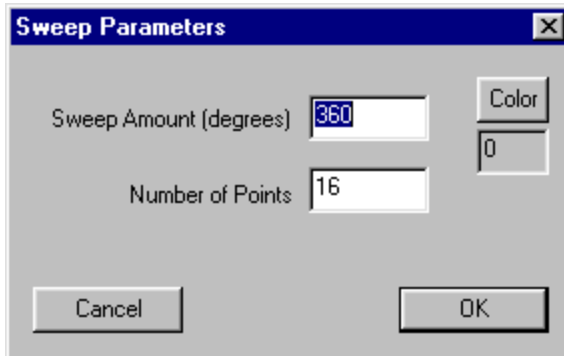 Sweep Parameters
Sweep Amount (degrees) 360 Color
0
Number of Points 16
Cancel OK